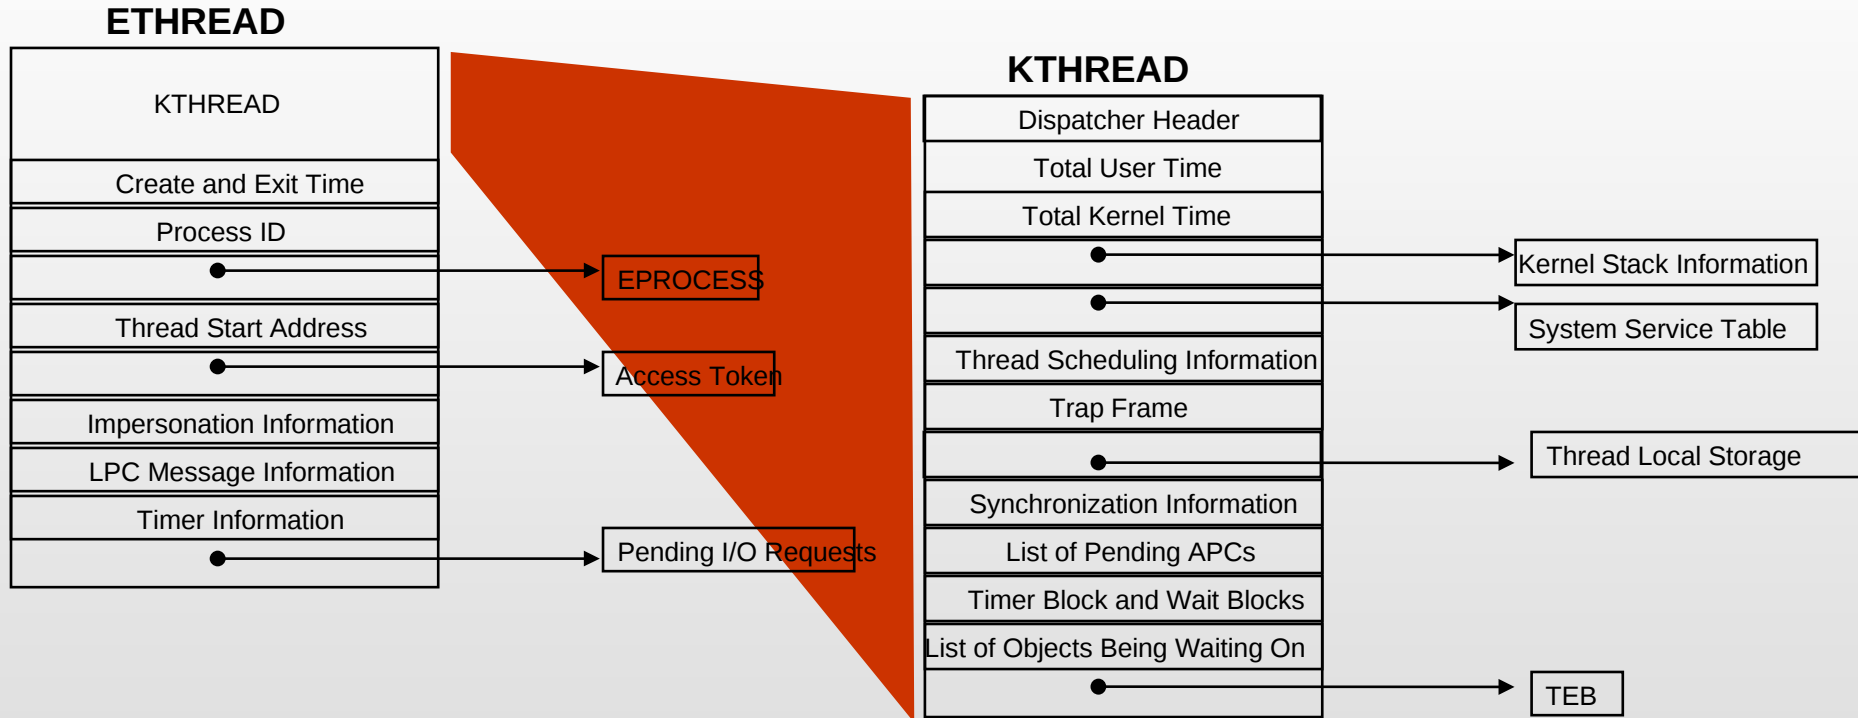 ETHREAD
KTHREAD
Create and Exit Time
Process ID
EPROCESS
Thread Start Address
Access Token
Impersonation Information
LPC Message Information
Timer Information
Pending I/O Requests
KTHREAD
Dispatcher Header
Total User Time
Total Kernel Time
Kernel Stack Information
System Service Table
Thread Scheduling Information
Trap Frame
Thread Local Storage
Synchronization Information
List of Pending APCs
Timer Block and Wait Blocks
List of Objects Being Waiting On
TEB